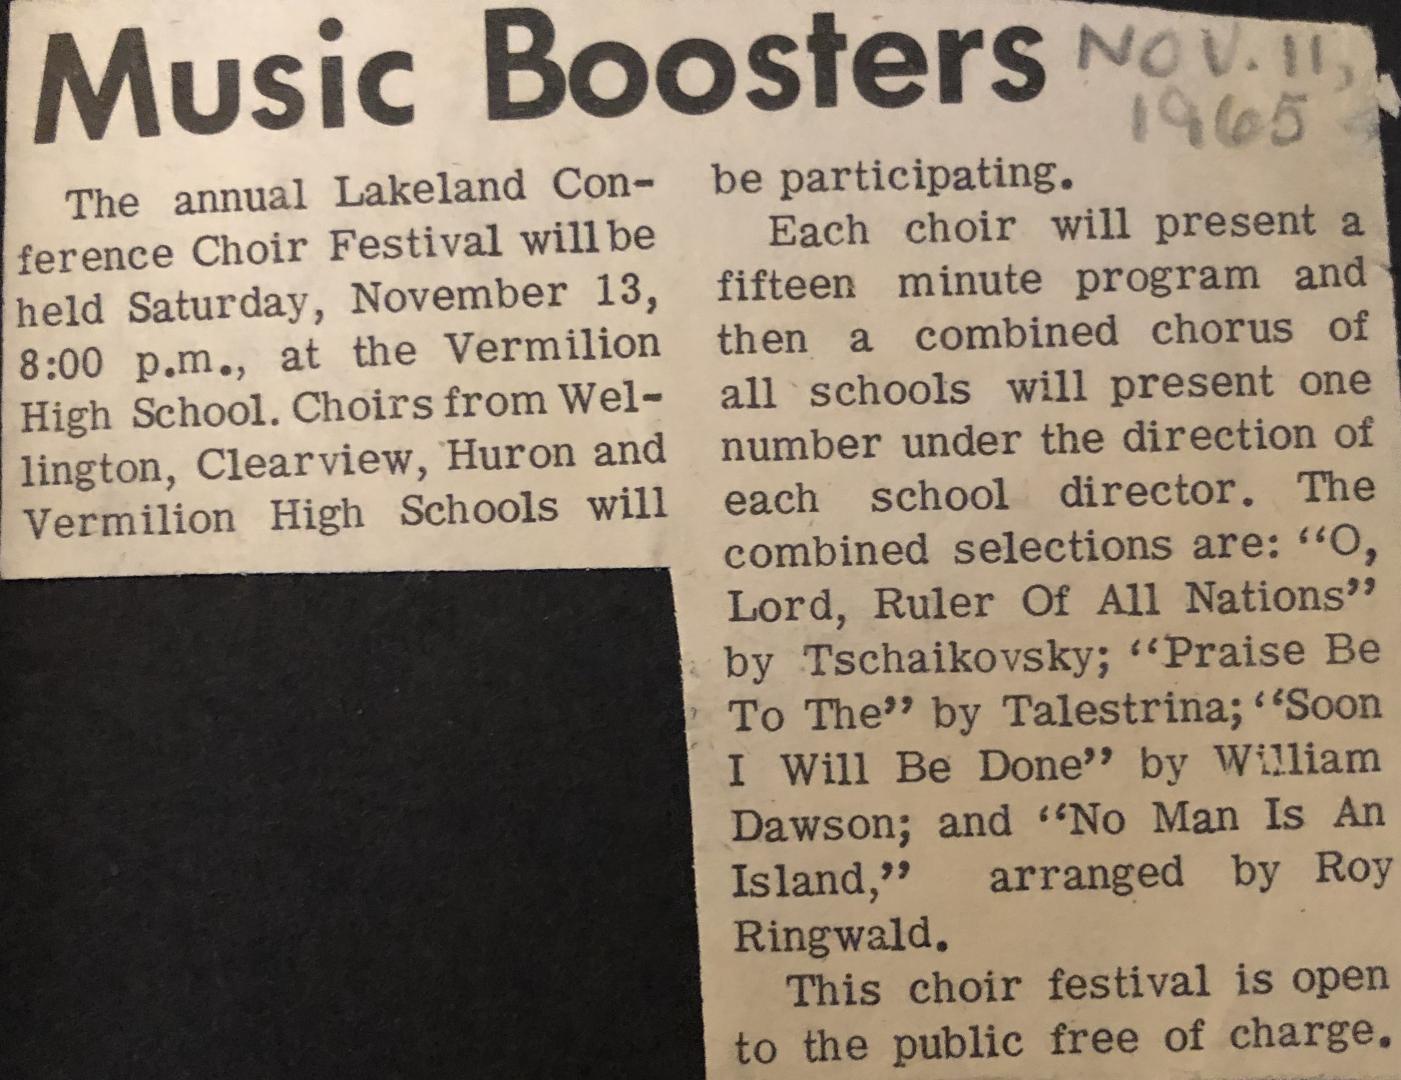 Music Boosters
NOV. 11,
1965
The annual Lakeland Con-
ference Choir Festival will be
held Saturday, November 13,
8:00 p.m., at the Vermilion
High School. Choirs from Wel-
lington, Clearview, Huron and
Vermilion High Schools will
be participating.
Each choir will present a
fifteen minute program and
then a combined chorus of
all schools will present one
number under the direction of
each school director. The
combined selections are: “O,
Lord, Ruler Of All Nations”
by Tschaikovsky; “Praise Be
To The” by Talestrina; “Soon
I Will Be Done” by William
Dawson; and “No Man Is An
Island,” arranged by Roy
Ringwald.
This choir festival is open
to the public free of charge.